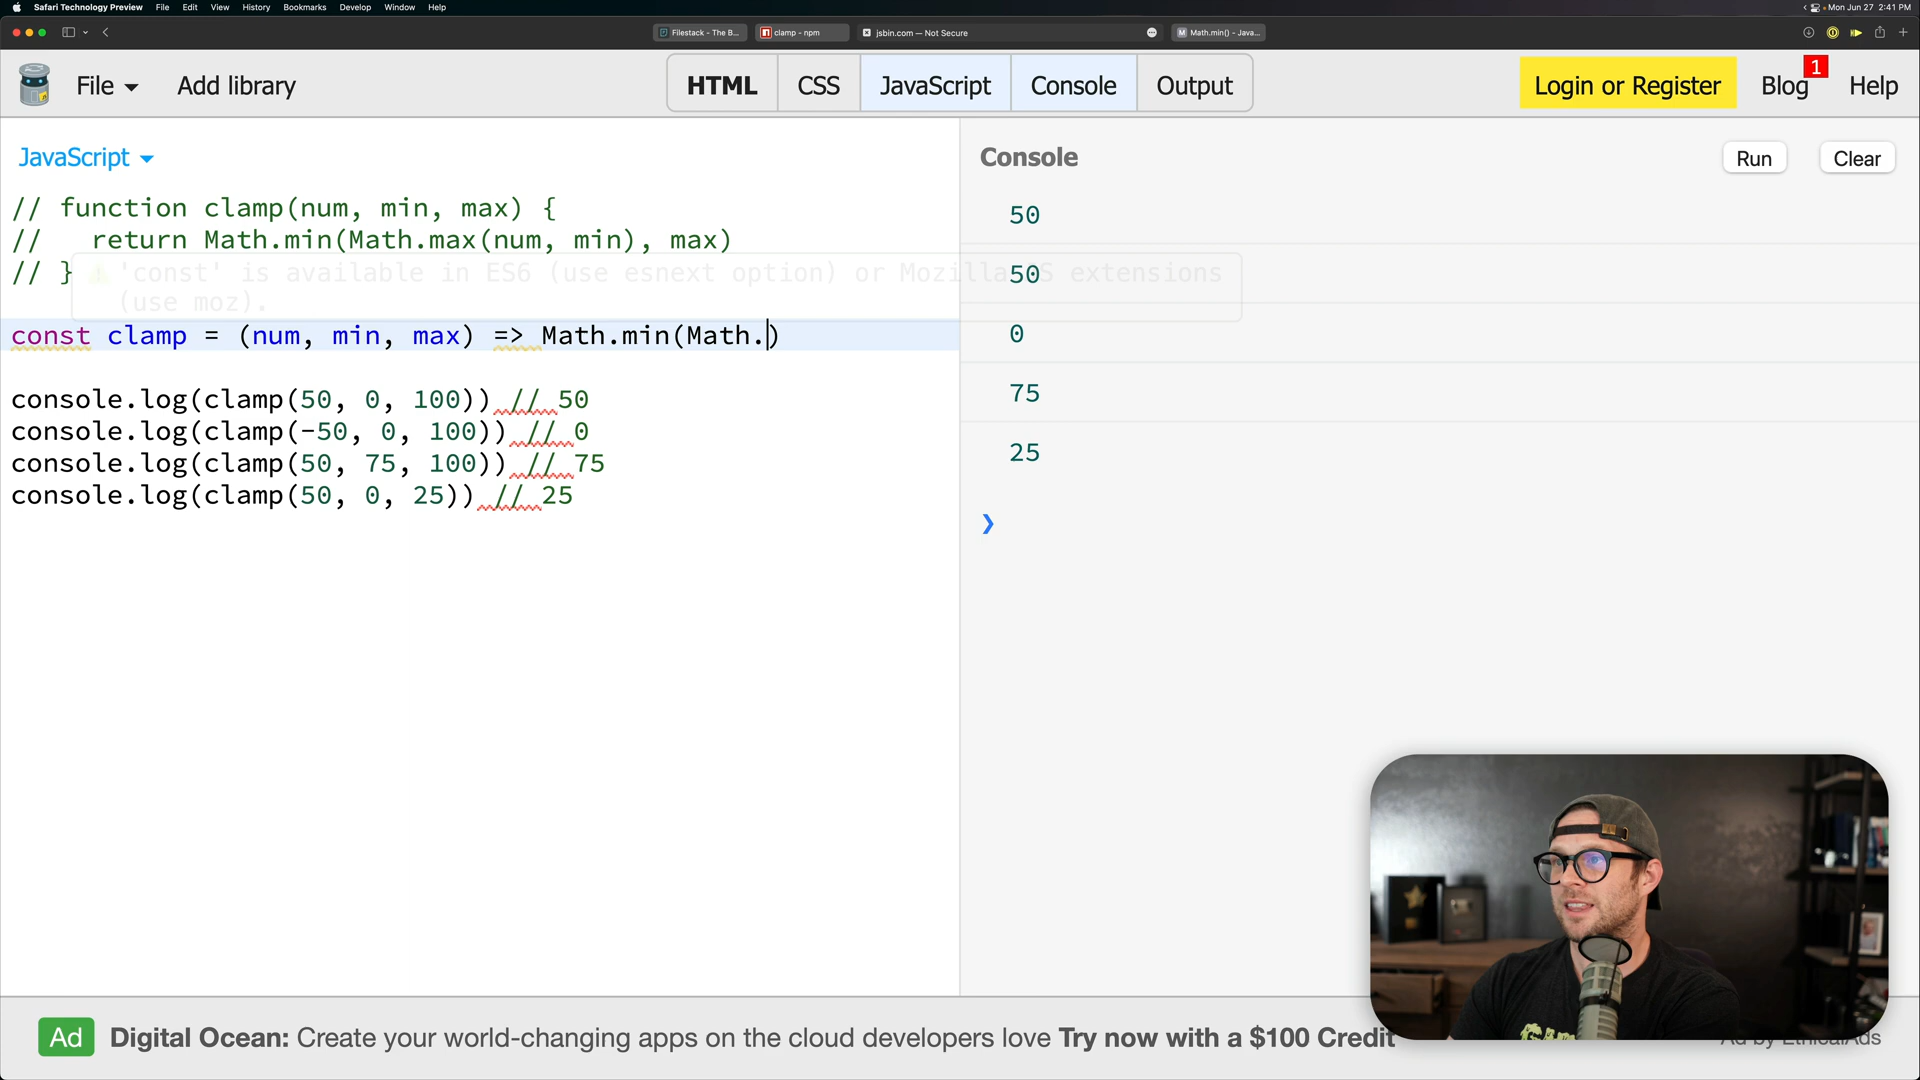 Safari Technology Preview File Edit View History Bookmarks Develop Window Help Mon Jun 27 2:41 PM
Filestack - The B... clamp - npm jsbin.com — Not Secure Math.min() - Java...
File Add library HTML CSS JavaScript Console Output Login or Register Blog 1 Help
JavaScript
// function clamp(num, min, max) {
//   return Math.min(Math.max(num, min), max)
// }
'const' is available in ES6 (use esnext option) or Mozilla JS extensions
(use moz).
const clamp = (num, min, max) => Math.min(Math.)
console.log(clamp(50, 0, 100)) // 50
console.log(clamp(-50, 0, 100)) // 0
console.log(clamp(50, 75, 100)) // 75
console.log(clamp(50, 0, 25)) // 25
Console Run Clear
50
50
0
75
25
❯
Ad Digital Ocean: Create your world-changing apps on the cloud developers love Try now with a $100 Credit
Ad by EthicalAds